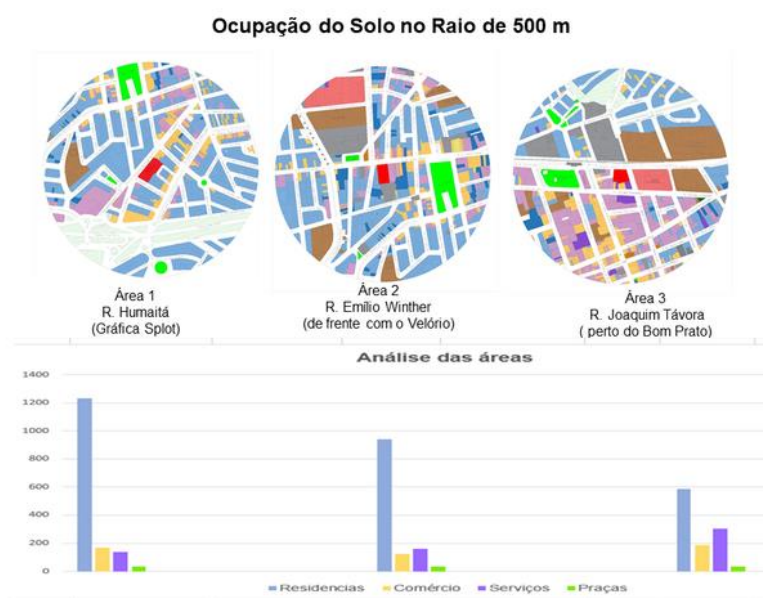 Ocupação do Solo no Raio de 500 m
Área 1
R. Humaitá
(Gráfica Splot)
Área 2
R. Emílio Winther
(de frente com o Velório)
Área 3
R. Joaquim Távora
( perto do Bom Prato)
Análise das áreas
1400
1200
1000
800
600
400
200
0
Residencias Comércio Serviços Praças